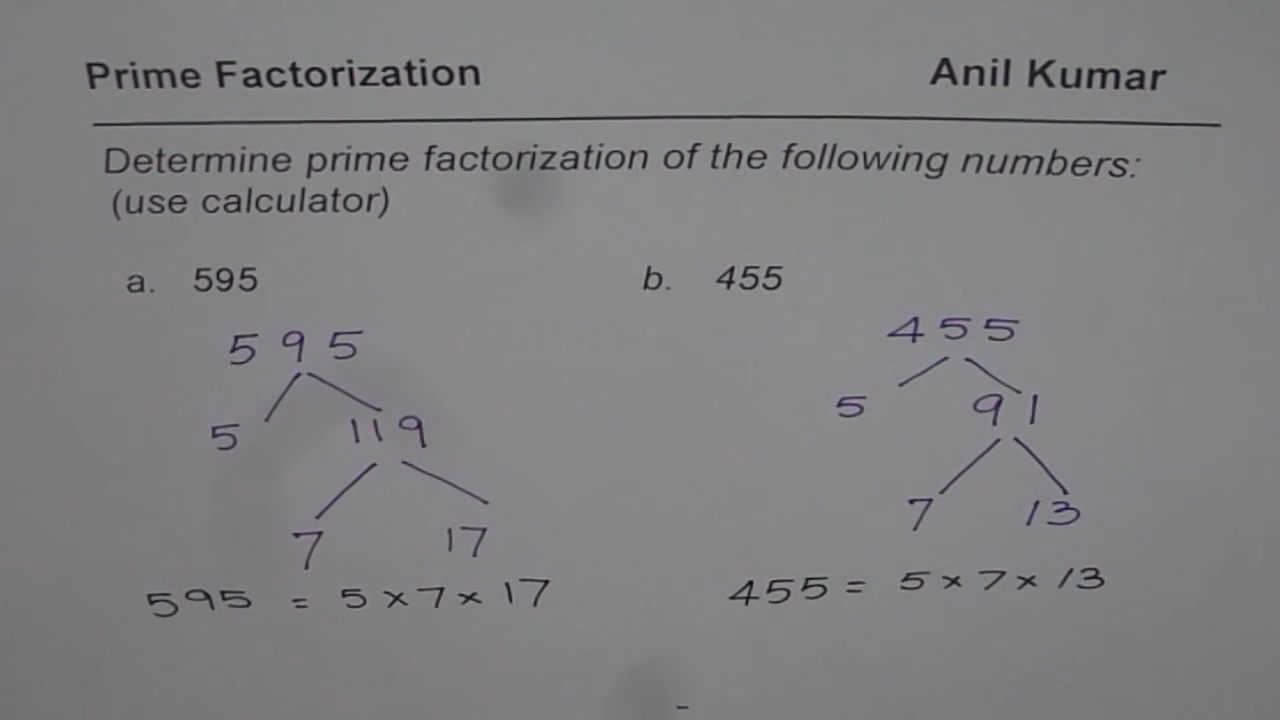 Prime Factorization Anil Kumar
Determine prime factorization of the following numbers:
(use calculator)
a. 595 b. 455
595 455
5 119 5 91
7 17 7 13
595 = 5 × 7 × 17 455 = 5 × 7 × 13